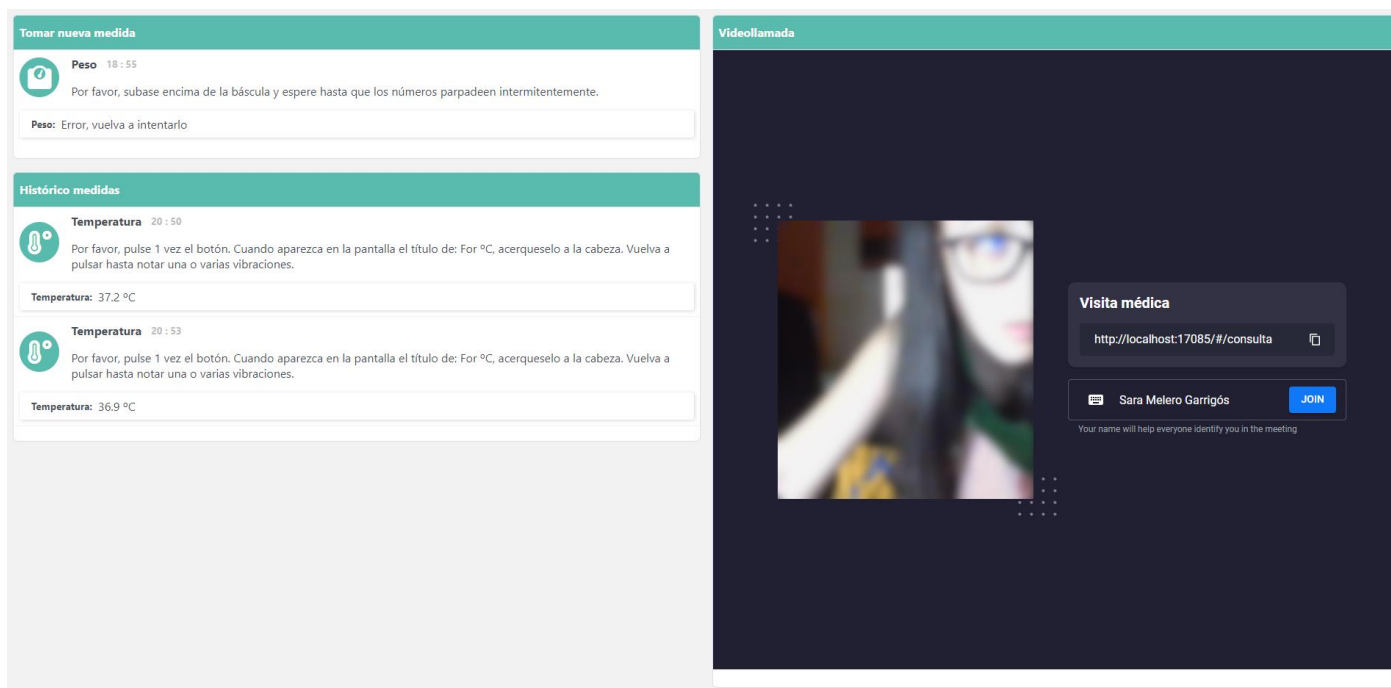 Tomar nueva medida
Peso 18 : 55
Por favor, subase encima de la báscula y espere hasta que los números parpadeen intermitentemente.
Peso: Error, vuelva a intentarlo
Histórico medidas
Temperatura 20 : 50
Por favor, pulse 1 vez el botón. Cuando aparezca en la pantalla el título de: For ºC, acerqueselo a la cabeza. Vuelva a
pulsar hasta notar una o varias vibraciones.
Temperatura: 37.2 ºC
Temperatura 20 : 53
Por favor, pulse 1 vez el botón. Cuando aparezca en la pantalla el título de: For ºC, acerqueselo a la cabeza. Vuelva a
pulsar hasta notar una o varias vibraciones.
Temperatura: 36.9 ºC
Videollamada
Visita médica
http://localhost:17085/#/consulta
Sara Melero Garrigós
JOIN
Your name will help everyone identify you in the meeting